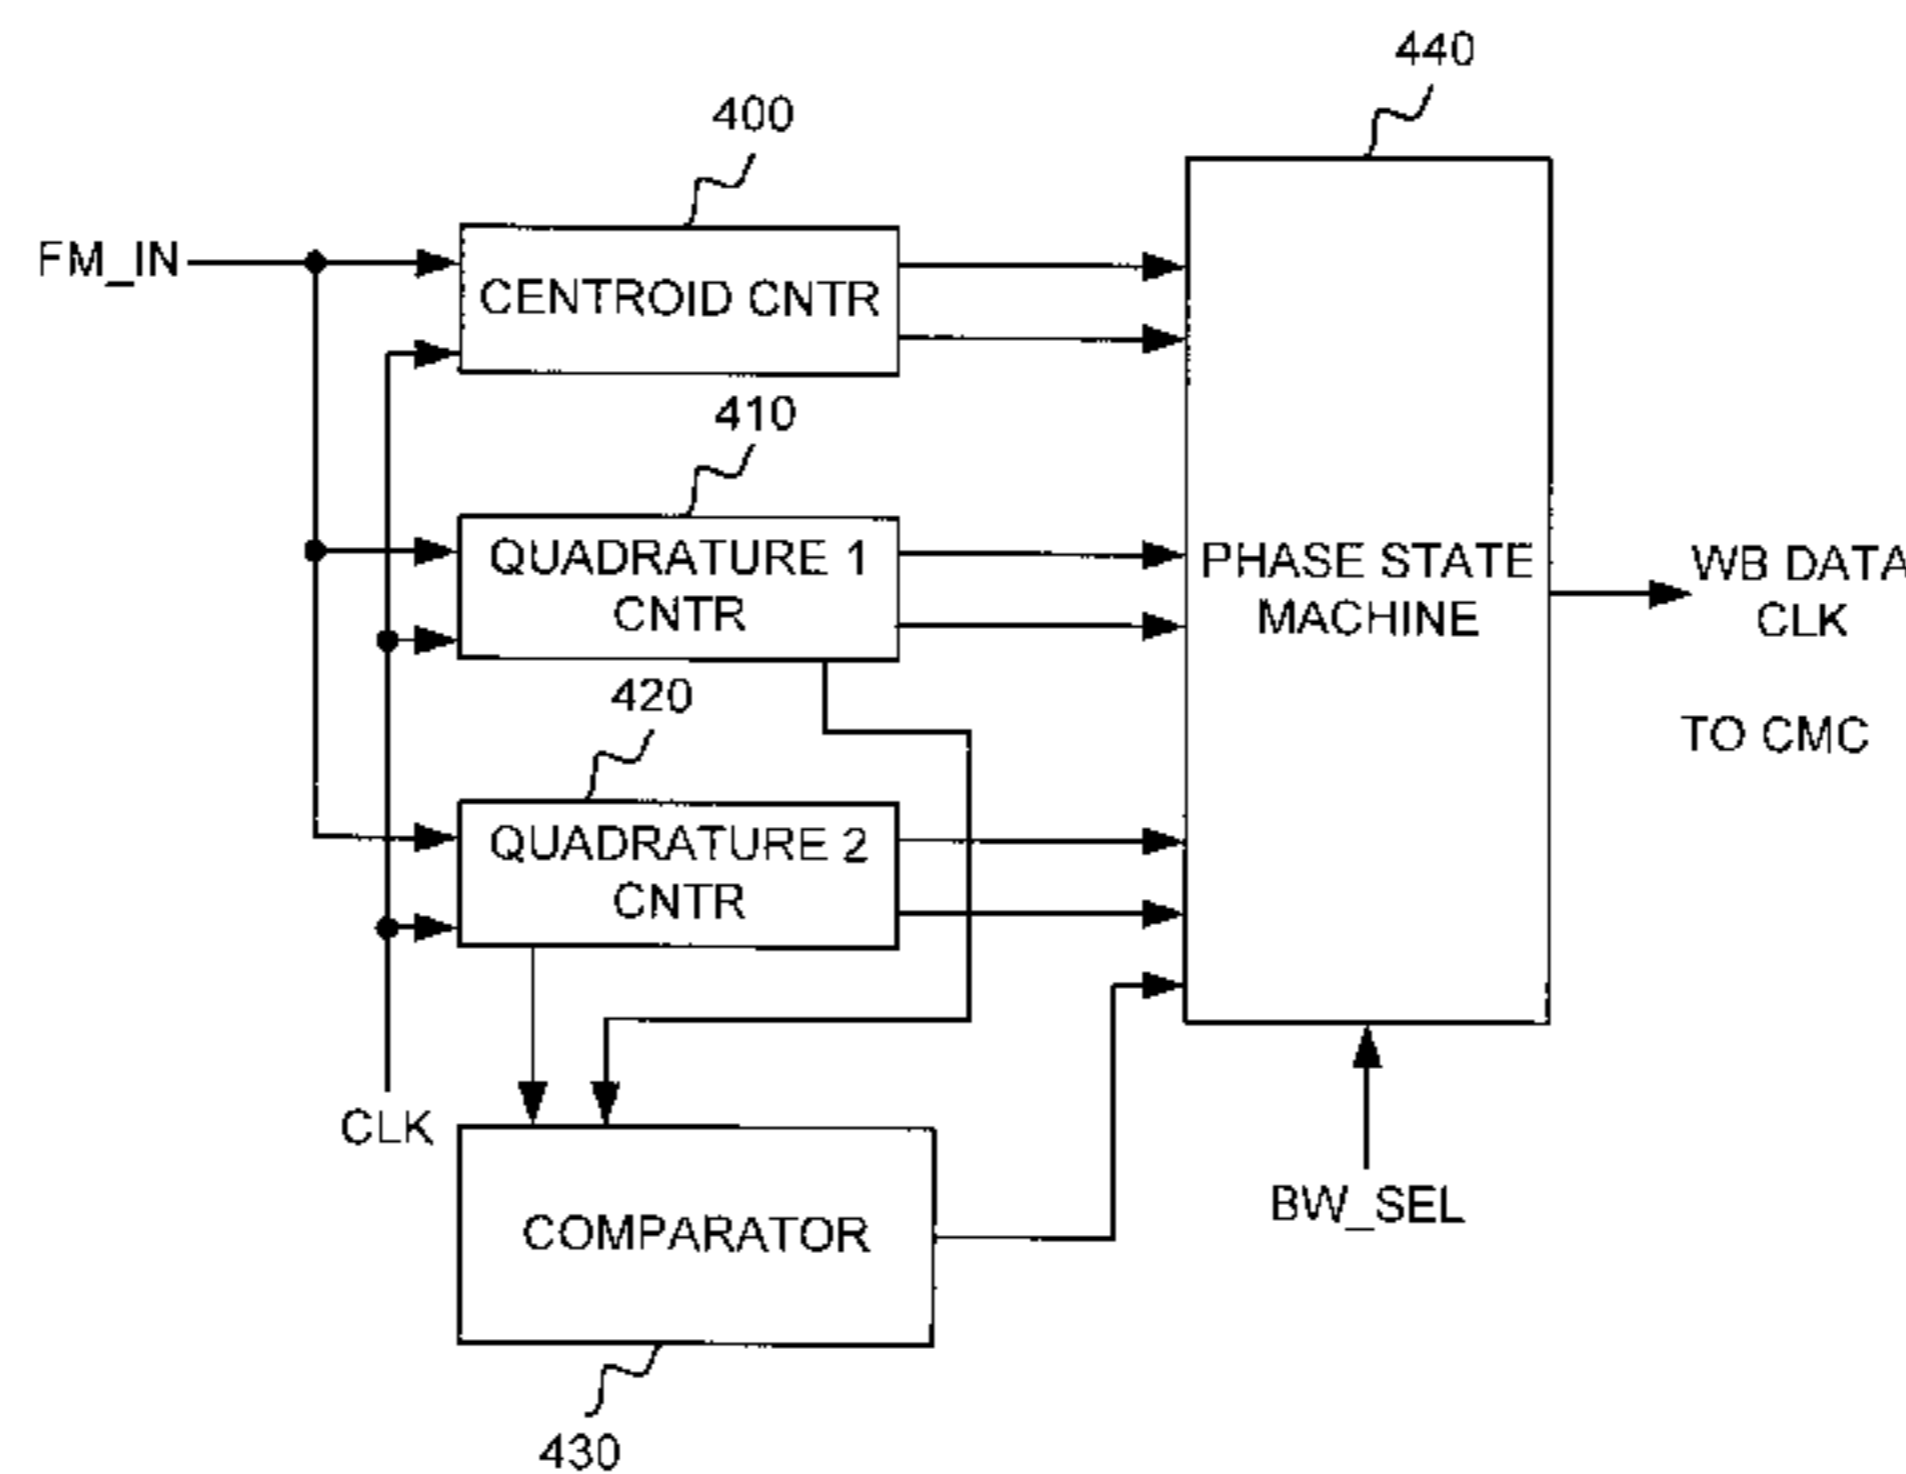 440
400
FM_IN
CENTROID CNTR
410
QUADRATURE 1
CNTR
PHASE STATE
MACHINE
WB DATA
CLK
420
TO CMC
QUADRATURE 2
CNTR
CLK
BW_SEL
COMPARATOR
430